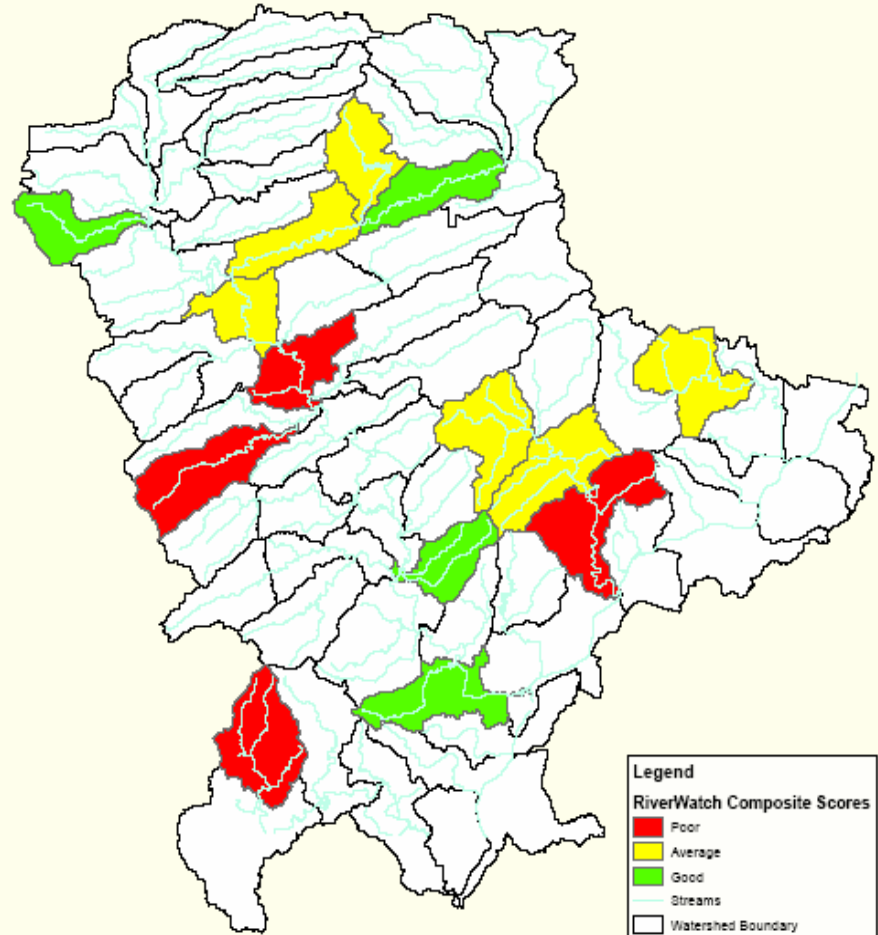 Legend
RiverWatch Composite Scores
Poor
Average
Good
Streams
Watershed Boundary